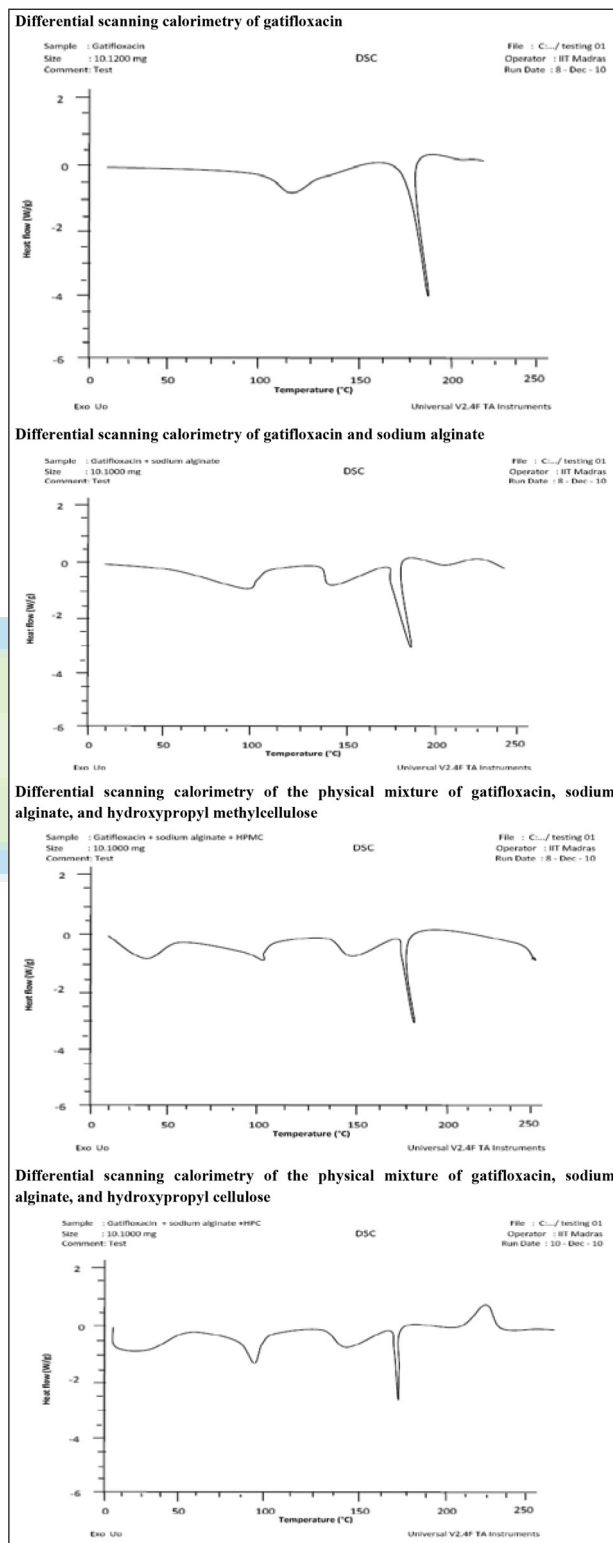 Differential scanning calorimetry of gatifloxacin
Sample : Gatifloxacin
Size : 10.1200 mg
Comment: Test
DSC
File : C:.../ testing 01
Operator : IIT Madras
Run Date : 8 - Dec - 10
2
0
-2
-4
-6
Heat flow (W/g)
0 50 100 150 200 250
Temperature (°C)
Exo Uo
Universal V2.4F TA Instruments
Differential scanning calorimetry of gatifloxacin and sodium alginate
Sample : Gatifloxacin + sodium alginate
Size : 10.1000 mg
Comment: Test
DSC
File : C:.../ testing 01
Operator : IIT Madras
Run Date : 8 - Dec - 10
2
0
-2
-4
-6
Heat flow (W/g)
0 50 100 150 200 250
Temperature (°C)
Exo Uo
Universal V2.4F TA Instruments
Differential scanning calorimetry of the physical mixture of gatifloxacin, sodium
alginate, and hydroxypropyl methylcellulose
Sample : Gatifloxacin + sodium alginate + HPMC
Size : 10.1000 mg
Comment: Test
DSC
File : C:.../ testing 01
Operator : IIT Madras
Run Date : 8 - Dec - 10
2
0
-2
-4
-6
Heat flow (W/g)
0 50 100 150 200 250
Temperature (°C)
Exo Uo
Universal V2.4F TA Instruments
Differential scanning calorimetry of the physical mixture of gatifloxacin, sodium
alginate, and hydroxypropyl cellulose
Sample : Gatifloxacin + sodium alginate +HPC
Size : 10.1000 mg
Comment: Test
DSC
File : C:.../ testing 01
Operator : IIT Madras
Run Date : 10 - Dec - 10
2
0
-2
-4
-6
Heat flow (W/g)
0 50 100 150 200 250
Temperature (°C)
Exo Uo
Universal V2.4F TA Instruments